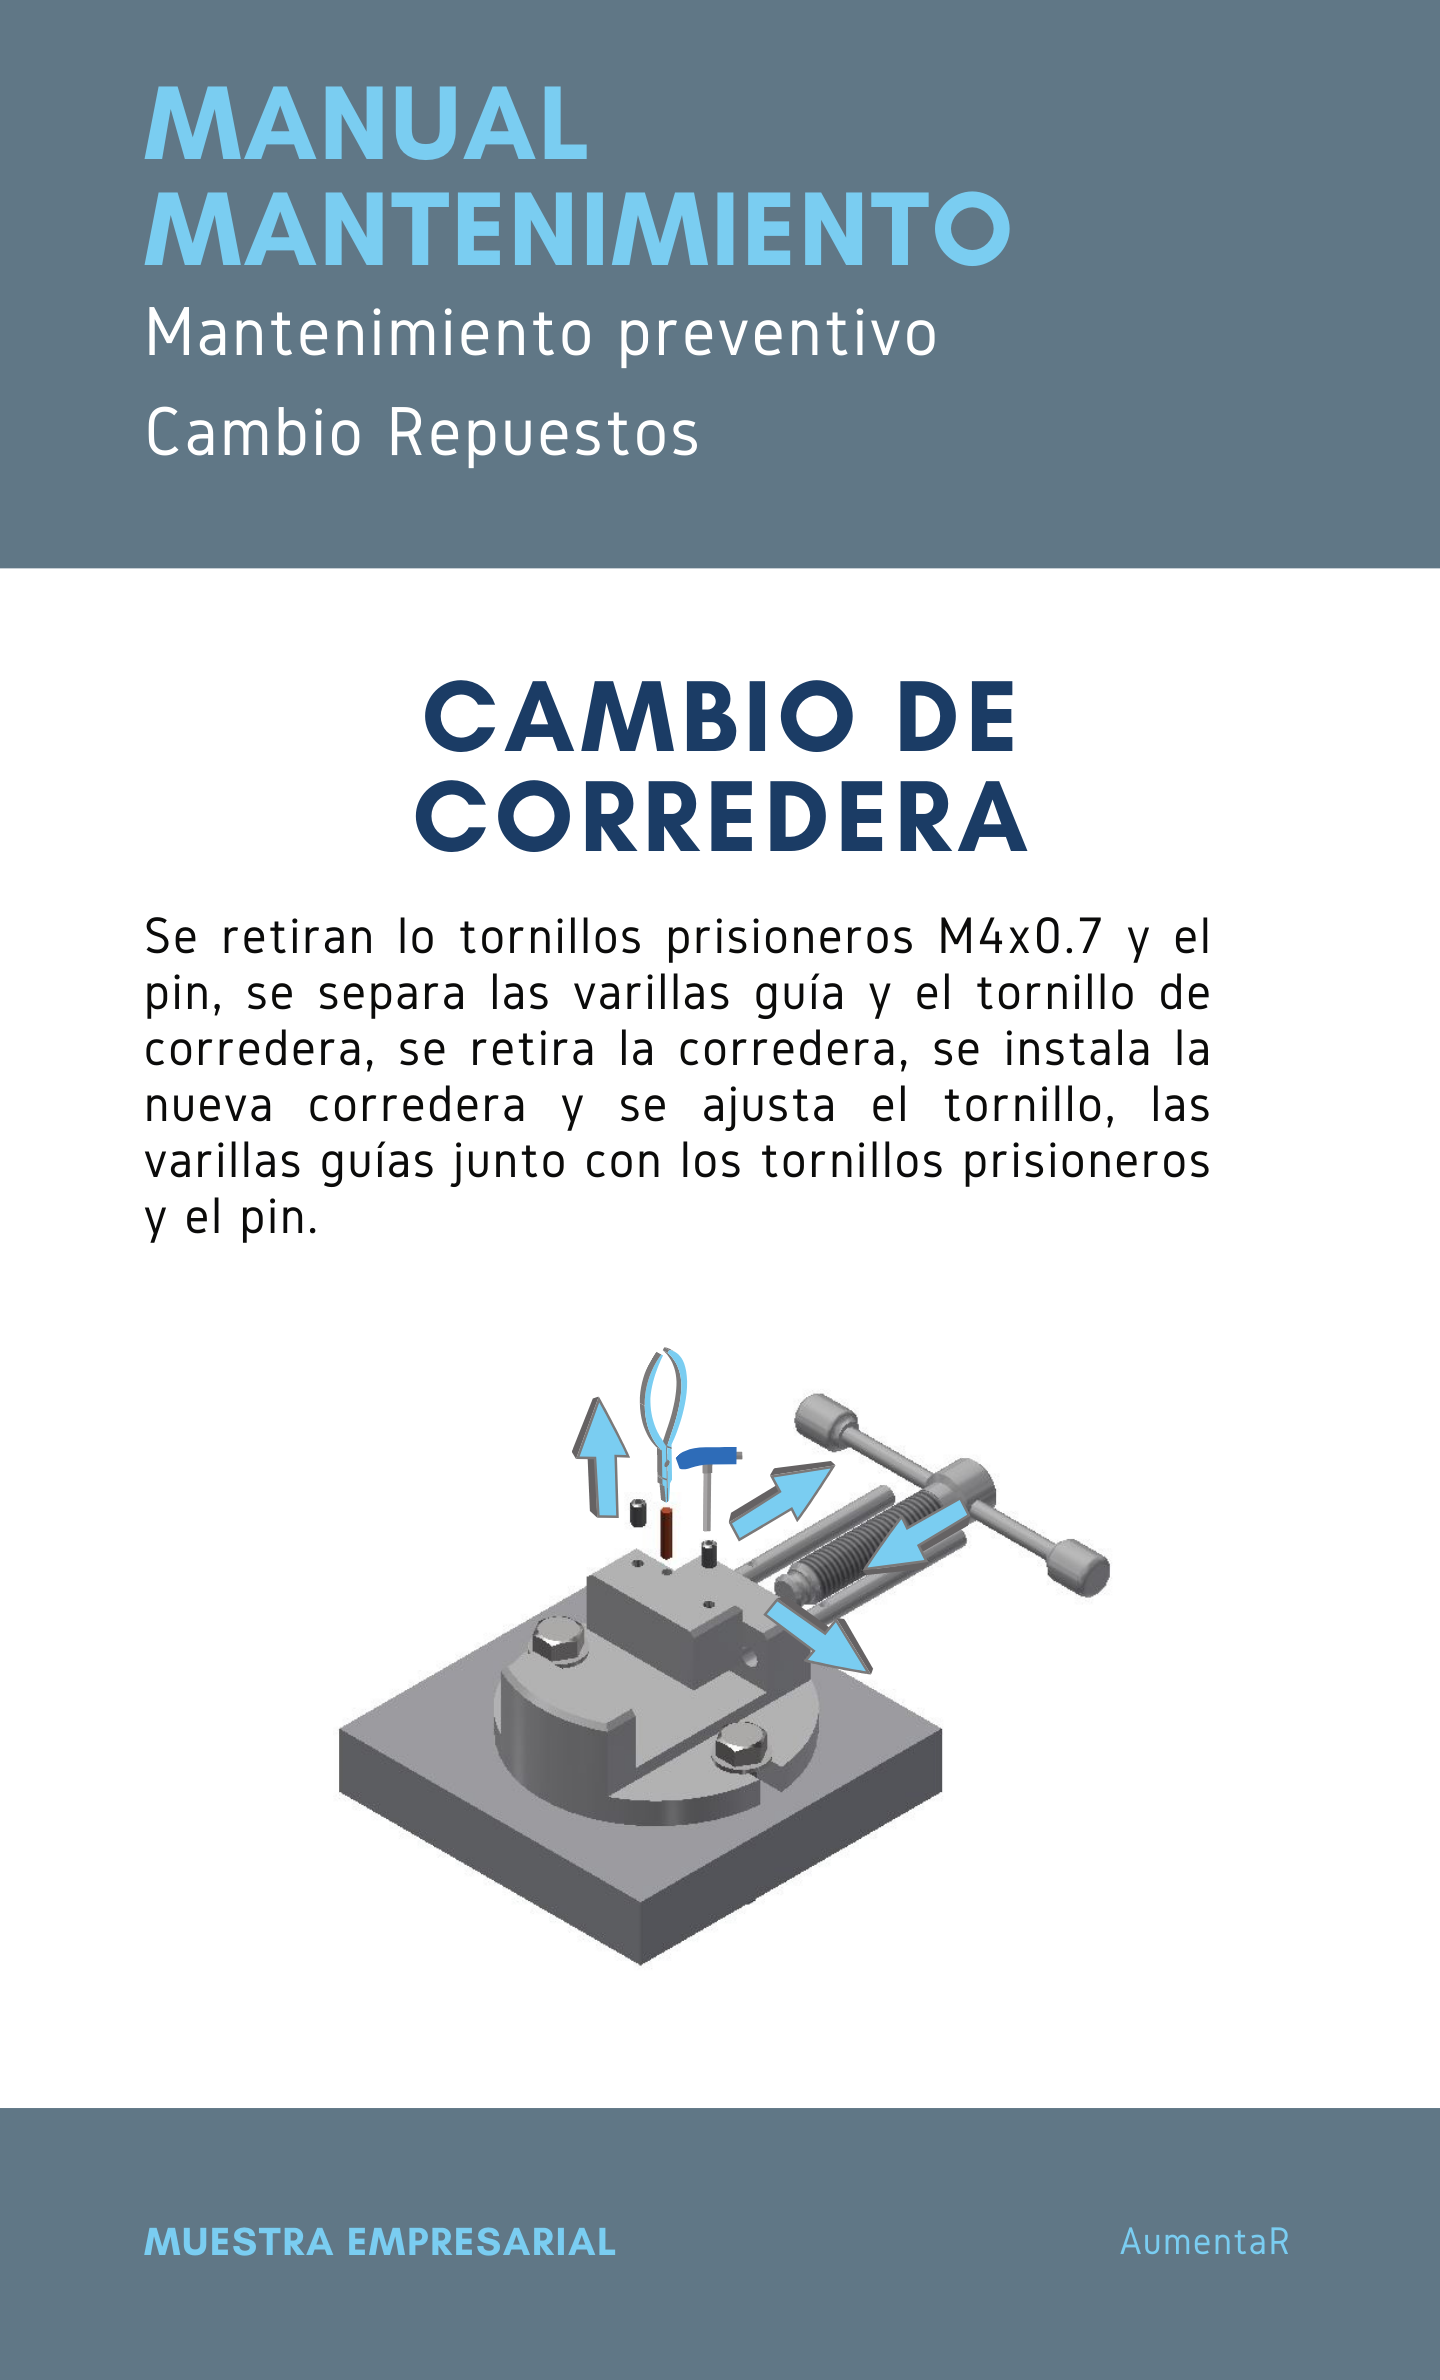 MANUAL
MANTENIMIENTO
Mantenimiento preventivo
Cambio Repuestos
CAMBIO DE
CORREDERA
Se retiran lo tornillos prisioneros M4x0.7 y el
pin, se separa las varillas guía y el tornillo de
corredera, se retira la corredera, se instala la
nueva corredera y se ajusta el tornillo, las
varillas guías junto con los tornillos prisioneros
y el pin.
MUESTRA EMPRESARIAL
AumentaR